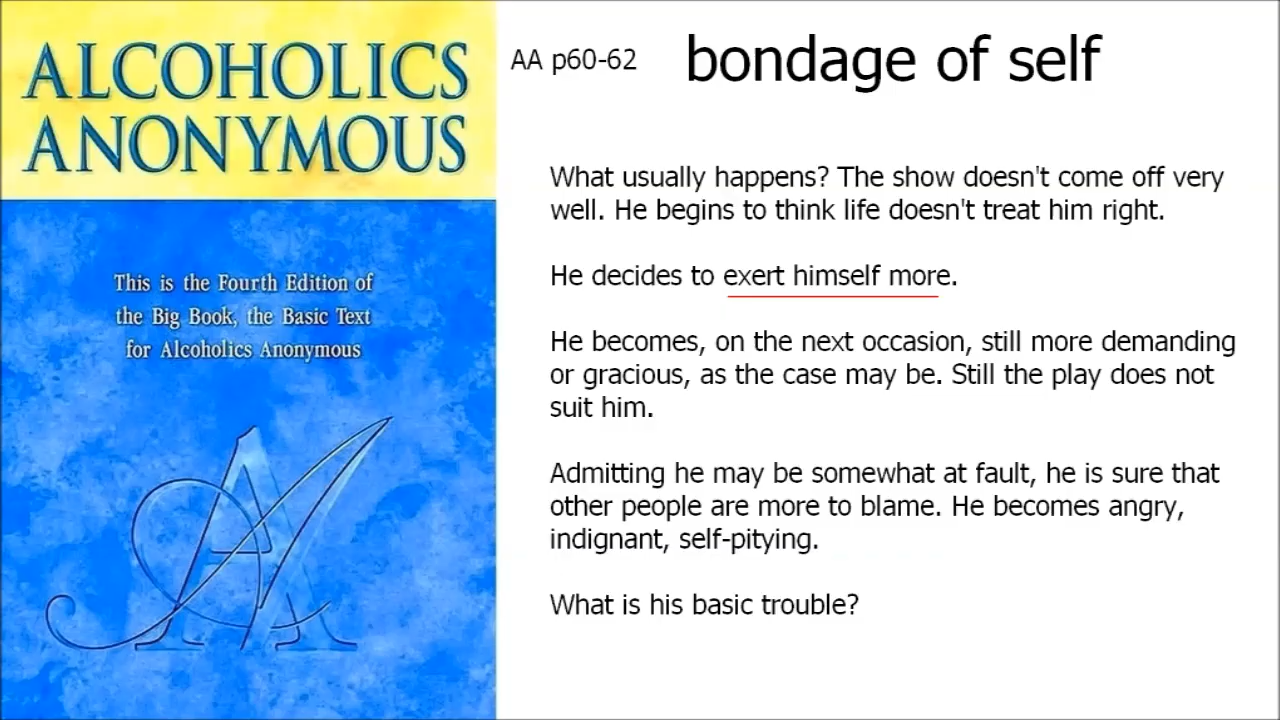 ALCOHOLICS
ANONYMOUS
This is the Fourth Edition of
the Big Book, the Basic Text
for Alcoholics Anonymous
AA
AA p60-62
bondage of self
What usually happens? The show doesn't come off very
well. He begins to think life doesn't treat him right.
He decides to exert himself more.
He becomes, on the next occasion, still more demanding
or gracious, as the case may be. Still the play does not
suit him.
Admitting he may be somewhat at fault, he is sure that
other people are more to blame. He becomes angry,
indignant, self-pitying.
What is his basic trouble?